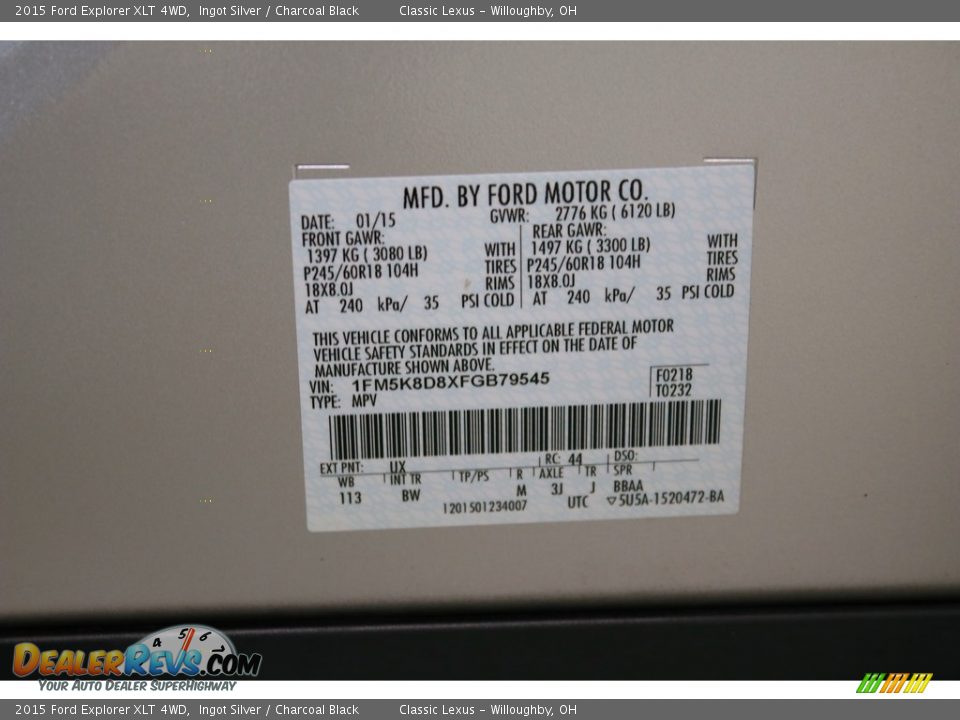 2015 Ford Explorer XLT 4WD,  Ingot Silver / Charcoal Black        Classic Lexus - Willoughby, OH
MFD. BY FORD MOTOR CO.
DATE: 01/15 GVWR: 2776 KG ( 6120 LB)
FRONT GAWR: REAR GAWR:
1397 KG ( 3080 LB) WITH 1497 KG ( 3300 LB) WITH
P245/60R18 104H TIRES P245/60R18 104H TIRES
18X8.0J RIMS 18X8.0J RIMS
AT 240 kPa/ 35 PSI COLD AT 240 kPa/ 35 PSI COLD
THIS VEHICLE CONFORMS TO ALL APPLICABLE FEDERAL MOTOR
VEHICLE SAFETY STANDARDS IN EFFECT ON THE DATE OF
MANUFACTURE SHOWN ABOVE.
VIN: 1FM5K8D8XFGB79545 F0218
TYPE: MPV T0232
EXT PNT: UX RC: 44 DSO:
WB INT TR TP/PS R AXLE TR SPR
113 BW M 3J J BBAA
1201501234007 UTC ▽5U5A-1520472-BA
4 5 6
DEALERREVS.COM
YOUR AUTO DEALER SUPERHIGHWAY
2015 Ford Explorer XLT 4WD,  Ingot Silver / Charcoal Black        Classic Lexus - Willoughby, OH